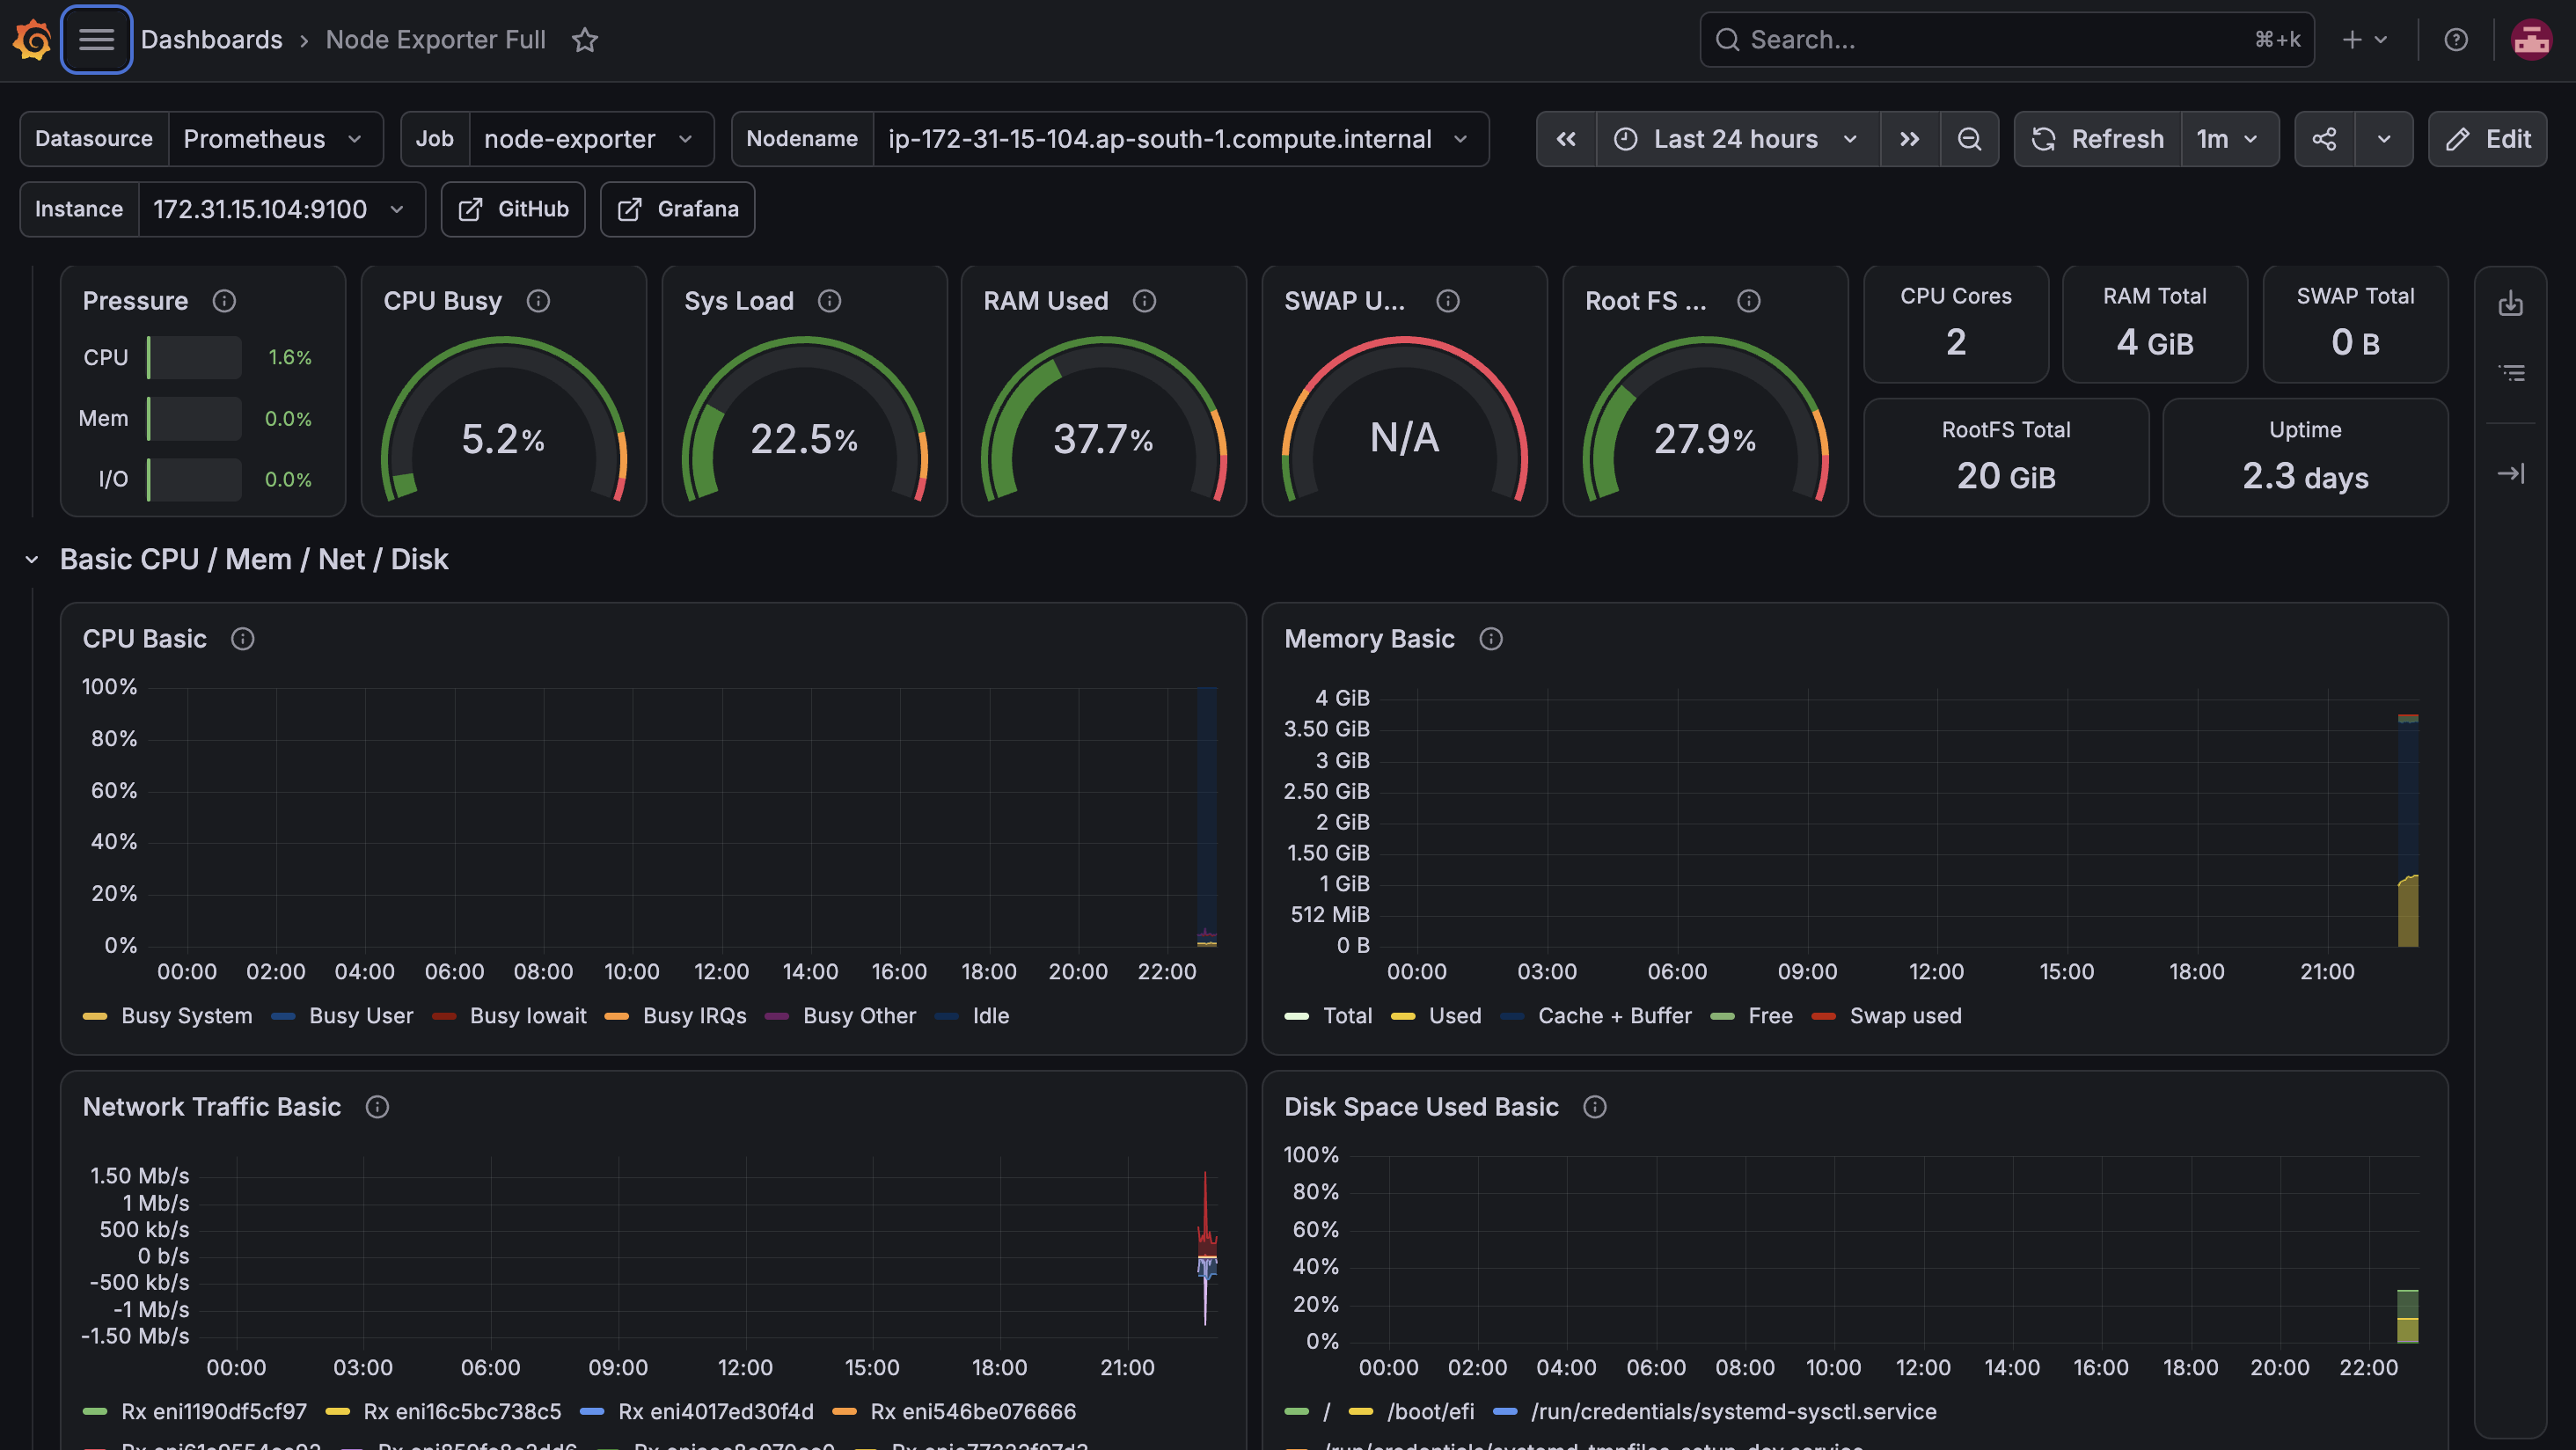 Dashboards › Node Exporter Full
Search... ⌘+k
Datasource Prometheus Job node-exporter Nodename ip-172-31-15-104.ap-south-1.compute.internal Last 24 hours Refresh 1m Edit
Instance 172.31.15.104:9100 GitHub Grafana
Pressure
CPU 1.6%
Mem 0.0%
I/O 0.0%
CPU Busy
5.2%
Sys Load
22.5%
RAM Used
37.7%
SWAP U...
N/A
Root FS ...
27.9%
CPU Cores
2
RAM Total
4 GiB
SWAP Total
0 B
RootFS Total
20 GiB
Uptime
2.3 days
Basic CPU / Mem / Net / Disk
CPU Basic
100%
80%
60%
40%
20%
0%
00:00 02:00 04:00 06:00 08:00 10:00 12:00 14:00 16:00 18:00 20:00 22:00
Busy System Busy User Busy Iowait Busy IRQs Busy Other Idle
Memory Basic
4 GiB
3.50 GiB
3 GiB
2.50 GiB
2 GiB
1.50 GiB
1 GiB
512 MiB
0 B
00:00 03:00 06:00 09:00 12:00 15:00 18:00 21:00
Total Used Cache + Buffer Free Swap used
Network Traffic Basic
1.50 Mb/s
1 Mb/s
500 kb/s
0 b/s
-500 kb/s
-1 Mb/s
-1.50 Mb/s
00:00 03:00 06:00 09:00 12:00 15:00 18:00 21:00
Rx eni1190df5cf97 Rx eni16c5bc738c5 Rx eni4017ed30f4d Rx eni546be076666
Disk Space Used Basic
100%
80%
60%
40%
20%
0%
00:00 02:00 04:00 06:00 08:00 10:00 12:00 14:00 16:00 18:00 20:00 22:00
/ /boot/efi /run/credentials/systemd-sysctl.service